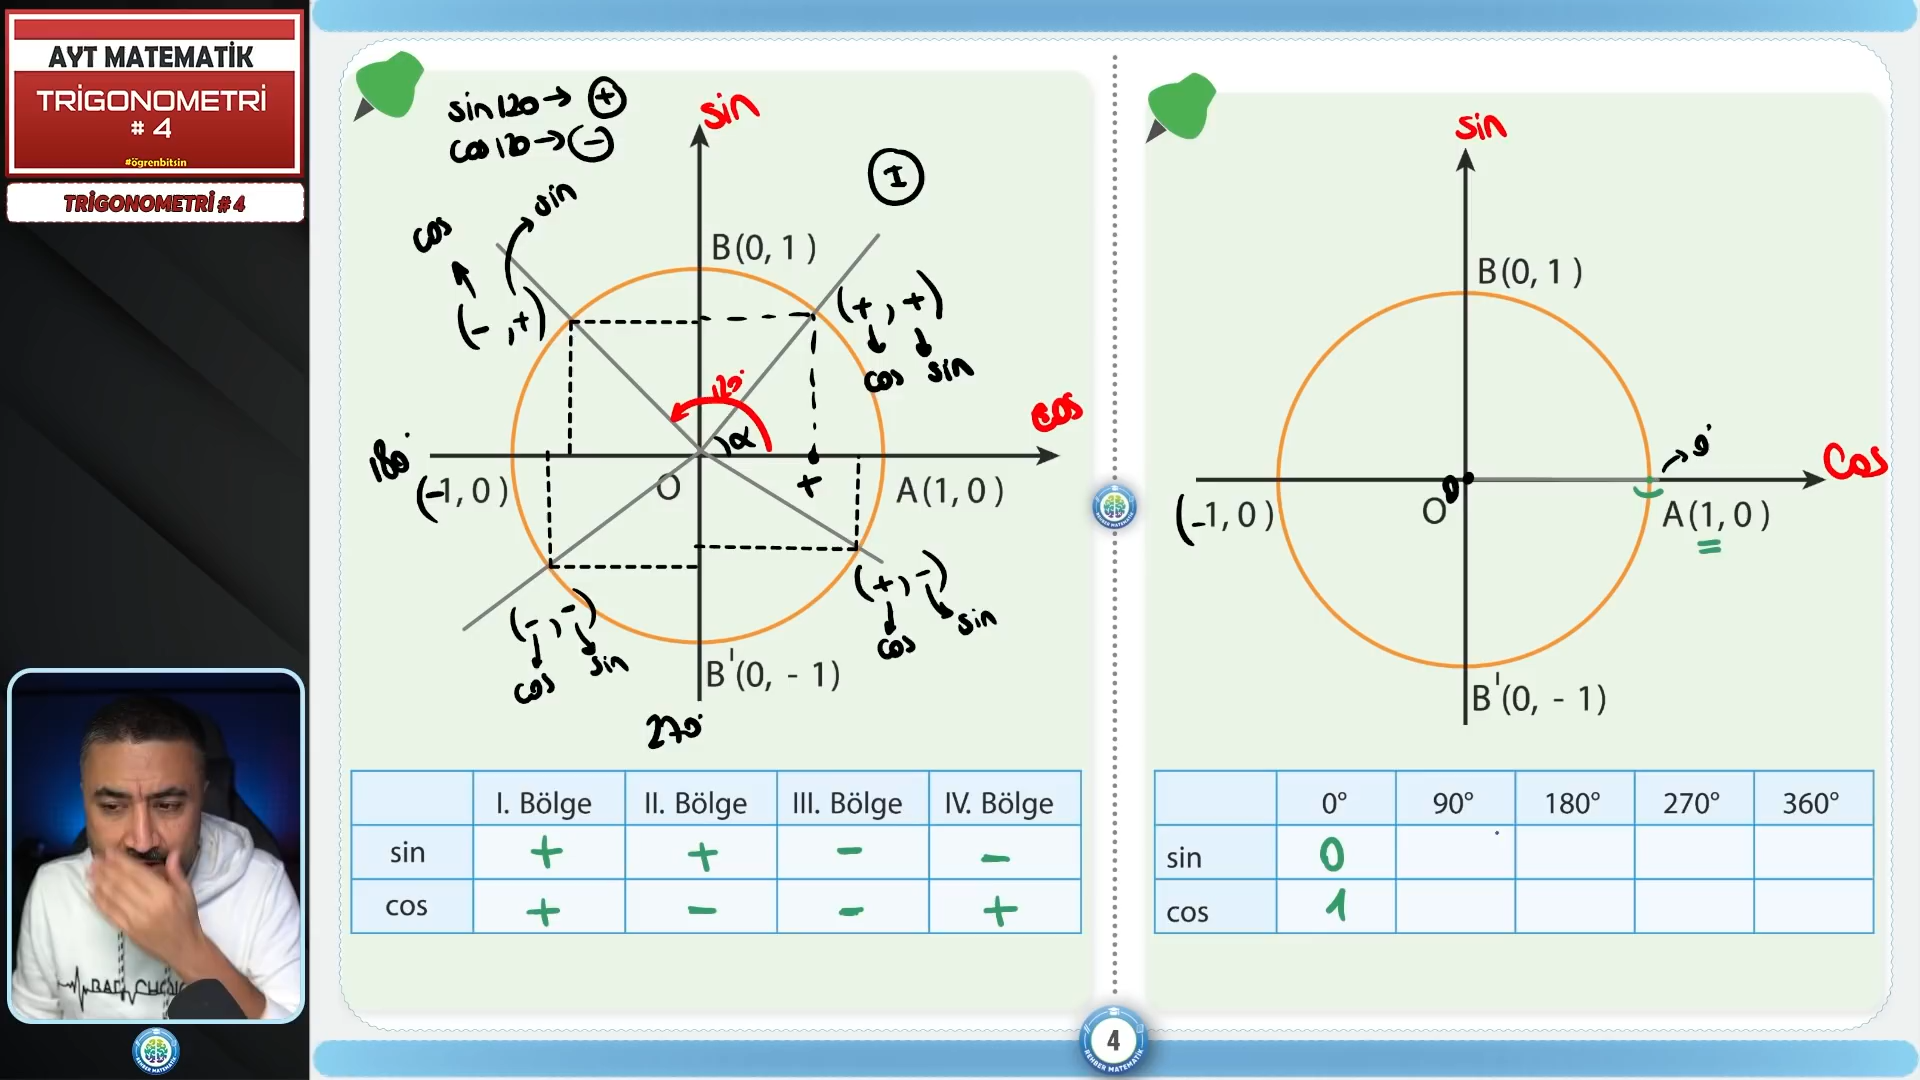 AYT MATEMATİK
TRİGONOMETRİ
# 4
#ögrenbitsin
TRİGONOMETRİ # 4
sin120→ (+)
cos120→ (-)
sin
I
cos
sin
B(0, 1 )
(- ,+)
(+ , +)
cos sin
120°
α
cos
180°
(-1, 0 )
O
+
A(1, 0 )
(-,-)
cos sin
(+,-)
cos sin
B'(0, - 1)
270°
I. Bölge II. Bölge III. Bölge IV. Bölge
sin + + - -
cos + - - +
sin
B(0, 1 )
0°
Cos
(-1, 0 )
O
A(1, 0 )
B'(0, - 1)
0° 90° 180° 270° 360°
sin 0
cos 1
4
REHBER MATEMATİK